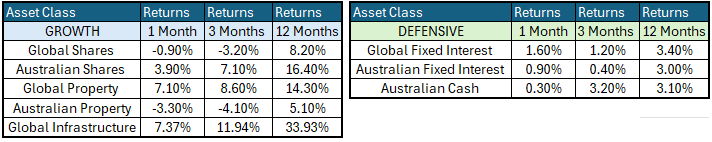 Asset Class Returns Returns Returns
GROWTH 1 Month 3 Months 12 Months
Global Shares -0.90% -3.20% 8.20%
Australian Shares 3.90% 7.10% 16.40%
Global Property 7.10% 8.60% 14.30%
Australian Property -3.30% -4.10% 5.10%
Global Infrastructure 7.37% 11.94% 33.93%
Asset Class Returns Returns Returns
DEFENSIVE 1 Month 3 Months 12 Months
Global Fixed Interest 1.60% 1.20% 3.40%
Australian Fixed Interest 0.90% 0.40% 3.00%
Australian Cash 0.30% 3.20% 3.10%